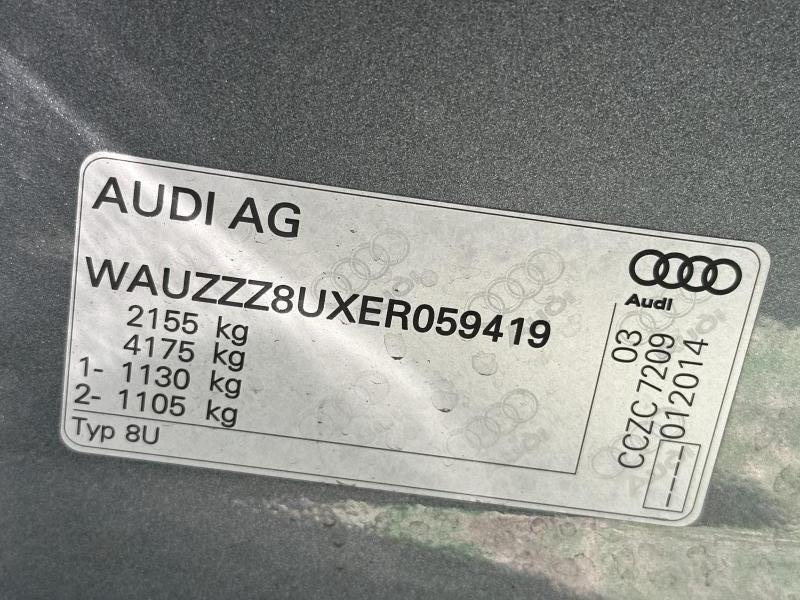 AUDI AG
WAUZZZ8UXER059419
2155 kg
4175 kg
1- 1130 kg
2- 1105 kg
Typ 8U
Audi
03
CCZC 7209
---- 012014